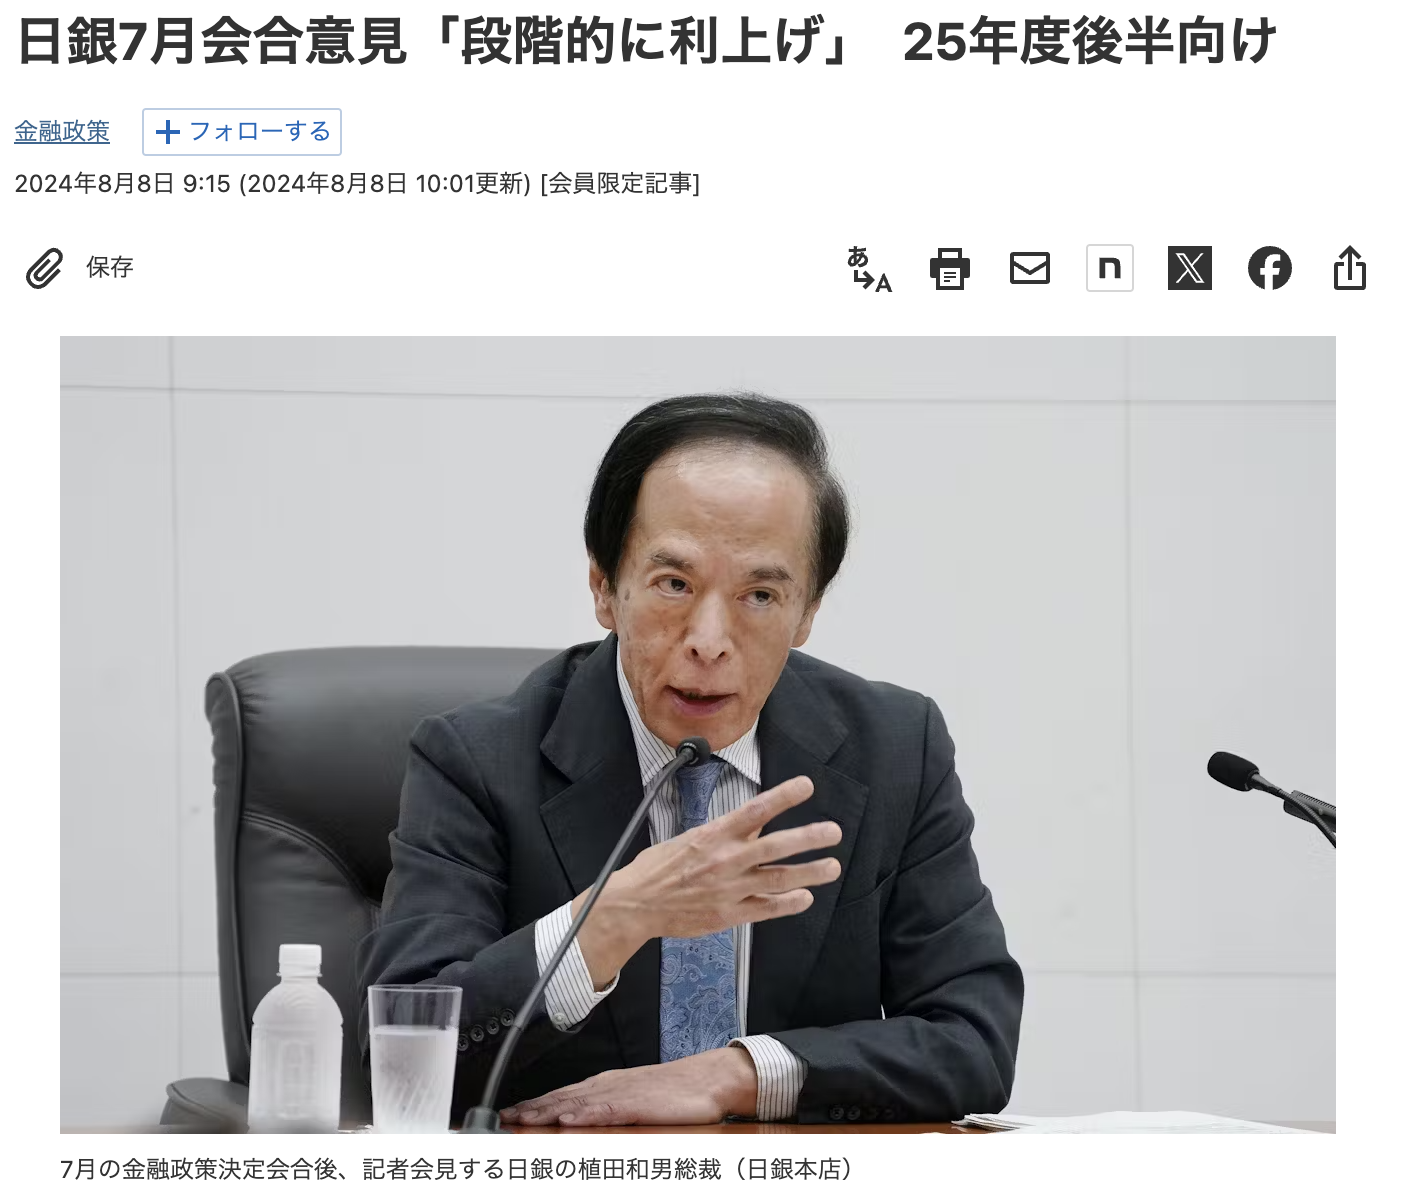 日銀7月会合意見「段階的に利上げ」 25年度後半向け
金融政策 + フォローする
2024年8月8日 9:15 (2024年8月8日 10:01更新) [会員限定記事]
保存
あ
A
n
X
f
7月の金融政策決定会合後、記者会見する日銀の植田和男総裁（日銀本店）